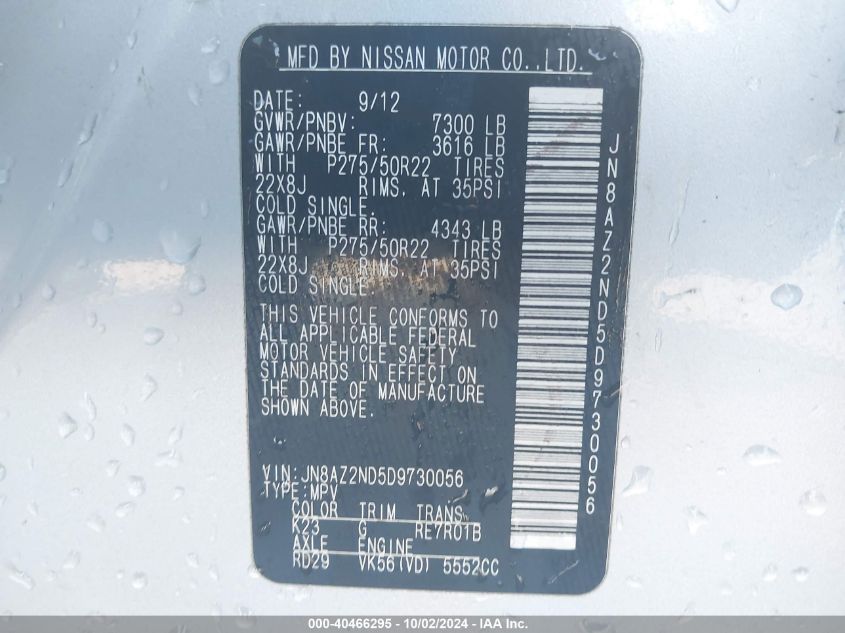 MFD BY NISSAN MOTOR CO.,LTD.
DATE: 9/12
GVWR/PNBV: 7300 LB
GAWR/PNBE FR: 3616 LB
WITH P275/50R22 TIRES
22X8J RIMS, AT 35PSI
COLD SINGLE.
GAWR/PNBE RR: 4343 LB
WITH P275/50R22 TIRES
22X8J RIMS, AT 35PSI
COLD SINGLE.
THIS VEHICLE CONFORMS TO
ALL APPLICABLE FEDERAL
MOTOR VEHICLE SAFETY
STANDARDS IN EFFECT ON
THE DATE OF MANUFACTURE
SHOWN ABOVE.
VIN:JN8AZ2ND5D9730056
TYPE:MPV
COLOR TRIM TRANS
K23 G RE7R01B
AXLE ENGINE
RD29 VK56(VD) 5552CC
JN8AZ2ND5D9730056
000-40466295 - 10/02/2024 - IAA Inc.